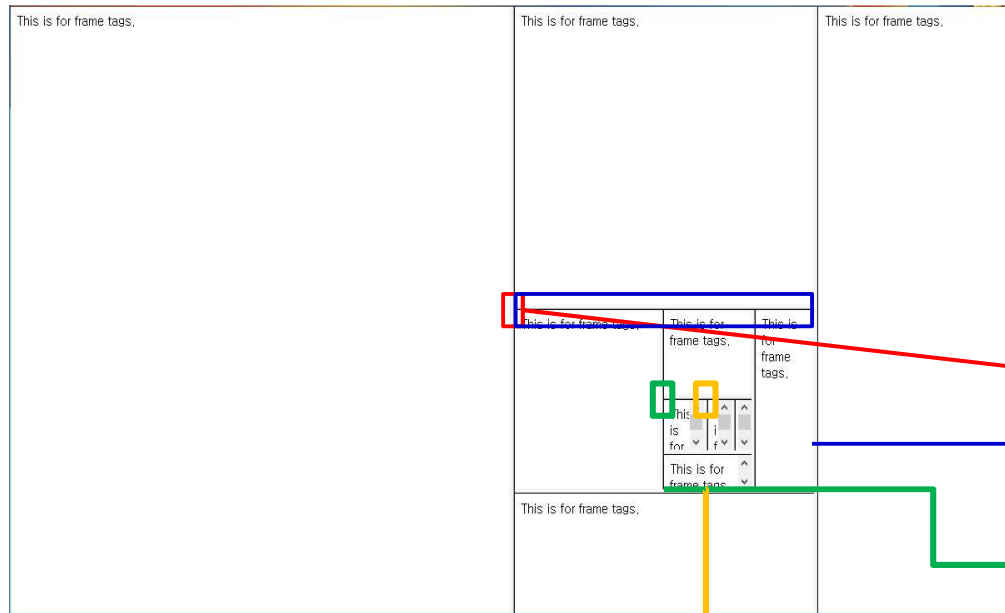 This is for frame tags,
This is for frame tags,
This is for frame tags,
This is for frame tags,
This is for
frame tags,
This is
for
frame
tags,
This
is
for
i
f
This is for
frame tags
This is for frame tags,